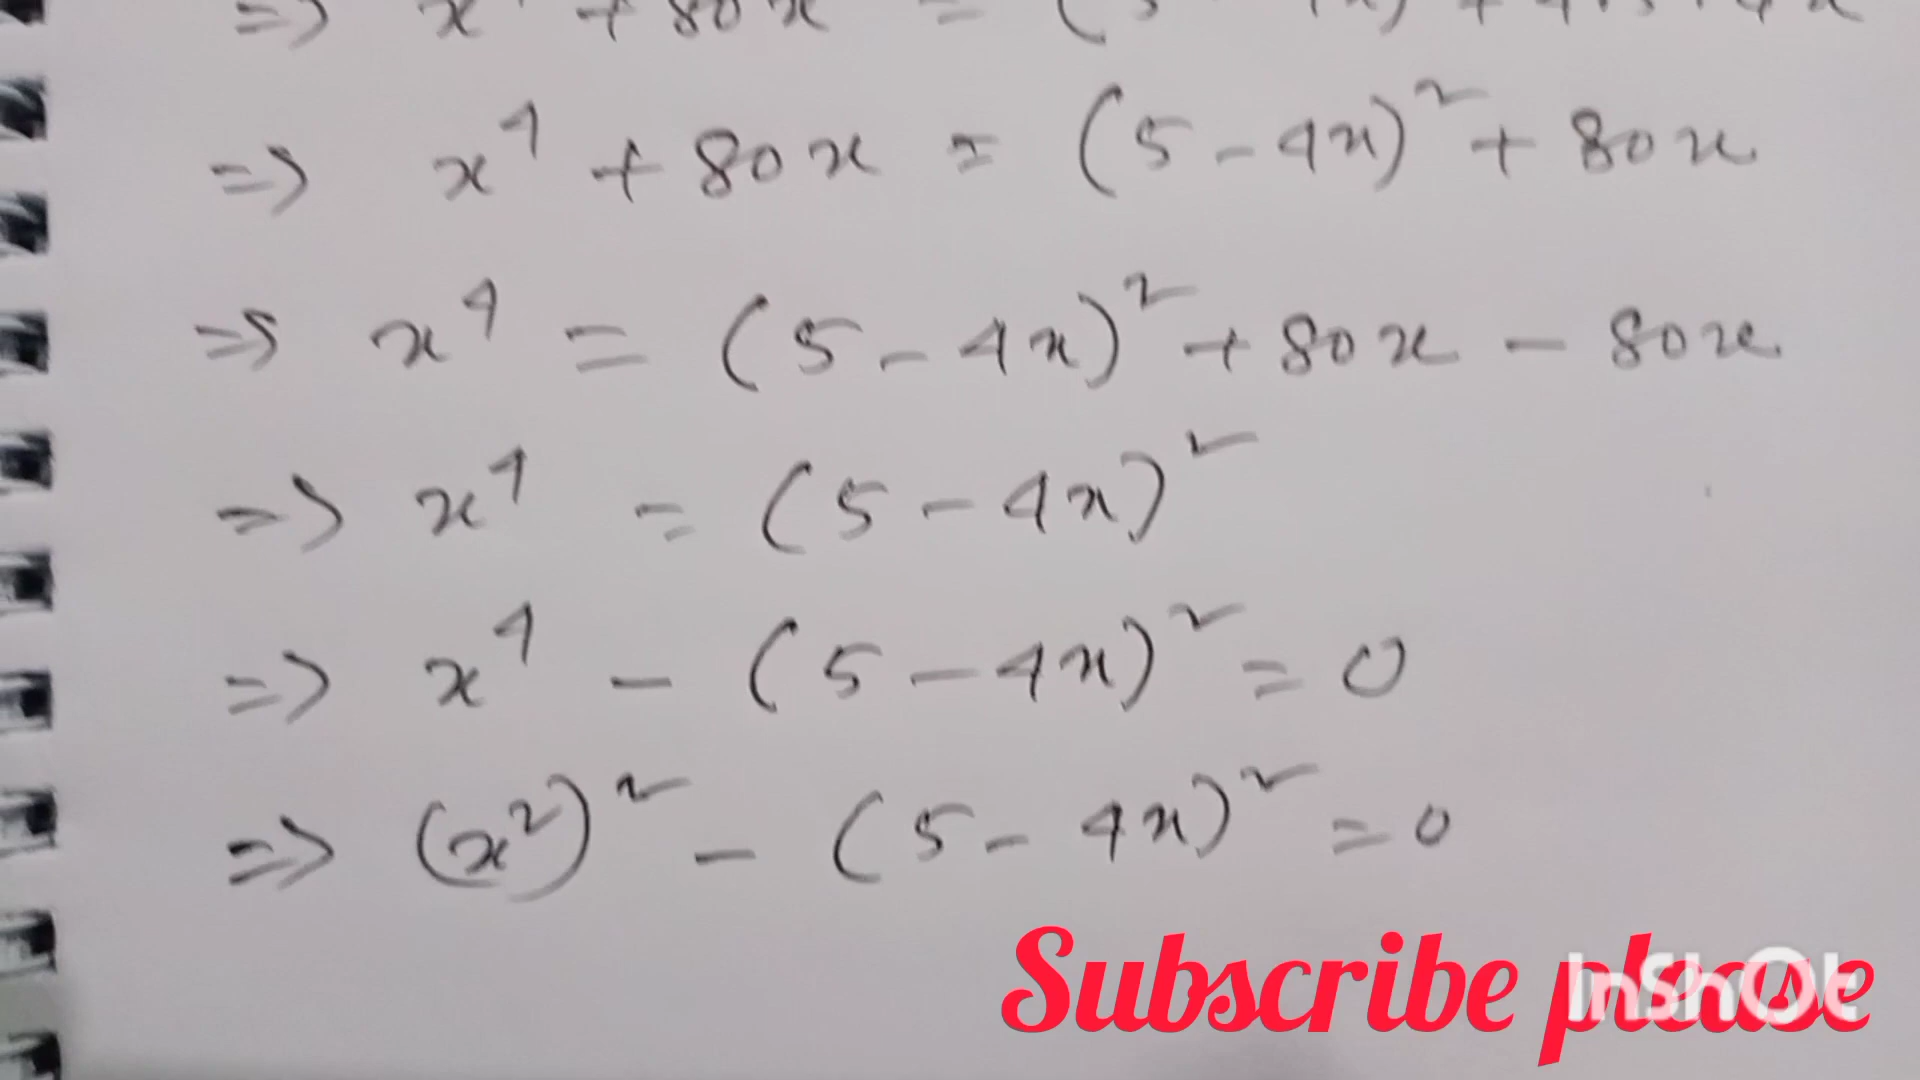 => x⁴ + 80x = (5 - 4x)² + 80x
=> x⁴ = (5 - 4x)² + 80x - 80x
=> x⁴ = (5 - 4x)²
=> x⁴ - (5 - 4x)² = 0
=> (x²)² - (5 - 4x)² = 0
Subscribe please
InShOt